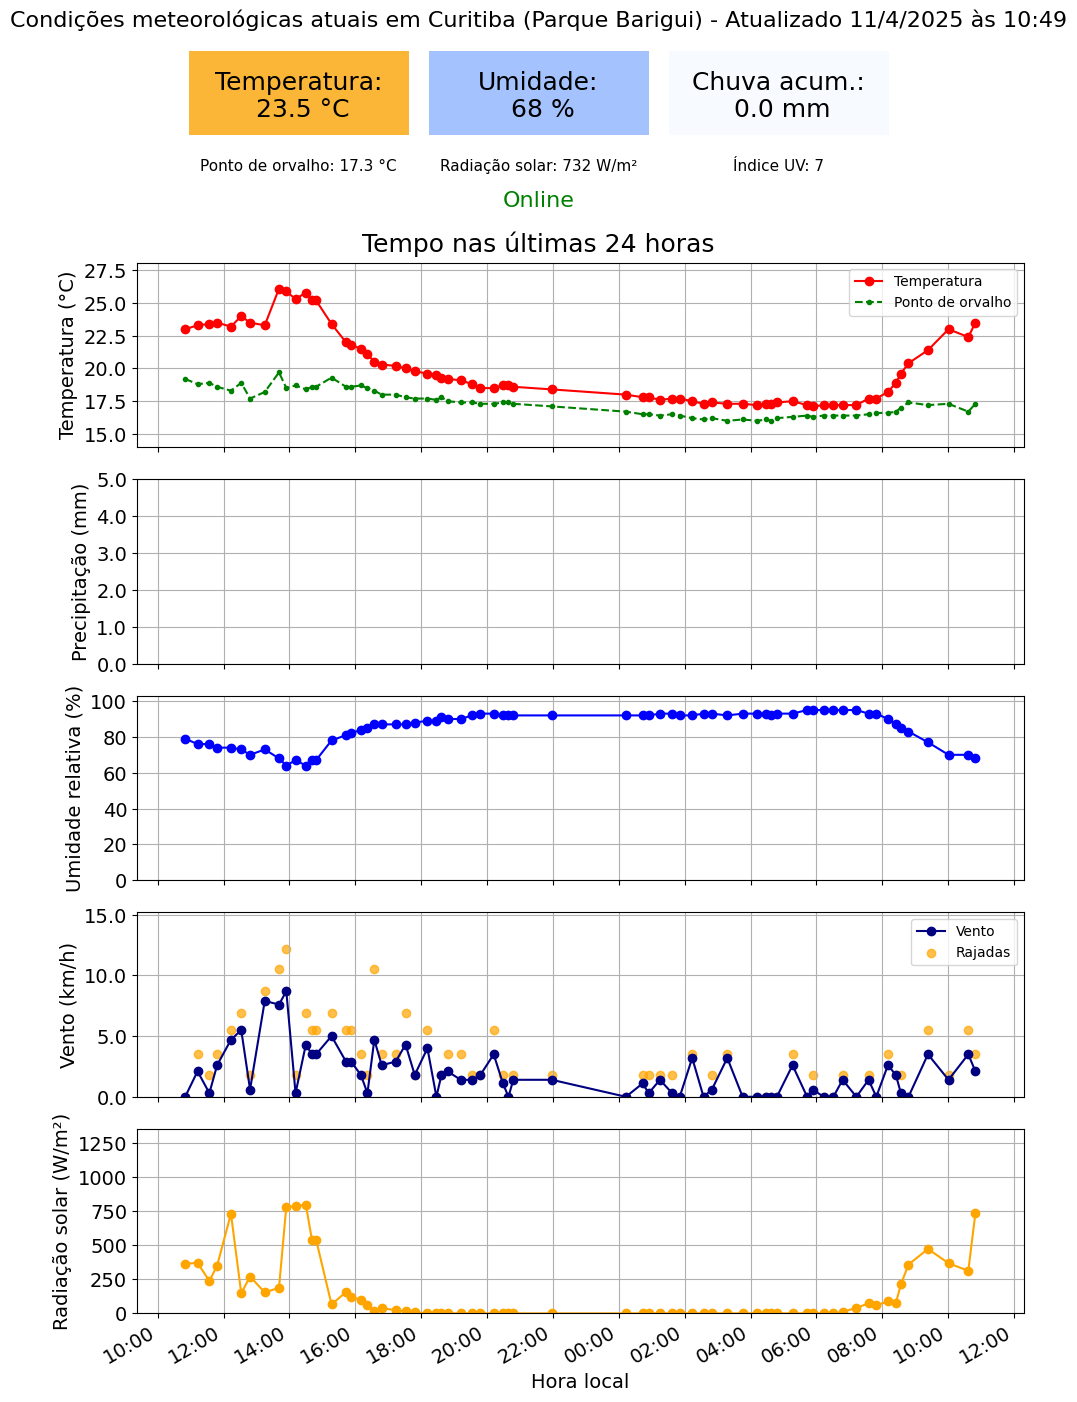 Condições meteorológicas atuais em Curitiba (Parque Barigui) - Atualizado 11/4/2025 às 10:49
Temperatura:
23.5 °C
Umidade:
68 %
Chuva acum.:
0.0 mm
Ponto de orvalho: 17.3 °C
Radiação solar: 732 W/m²
Índice UV: 7
Online
Tempo nas últimas 24 horas
Temperatura (°C)
27.5
25.0
22.5
20.0
17.5
15.0
Temperatura
Ponto de orvalho
Precipitação (mm)
5.0
4.0
3.0
2.0
1.0
0.0
Umidade relativa (%)
100
80
60
40
20
0
Vento (km/h)
15.0
10.0
5.0
0.0
Vento
Rajadas
Radiação solar (W/m²)
1250
1000
750
500
250
0
10:00
12:00
14:00
16:00
18:00
20:00
22:00
00:00
02:00
04:00
06:00
08:00
10:00
12:00
Hora local